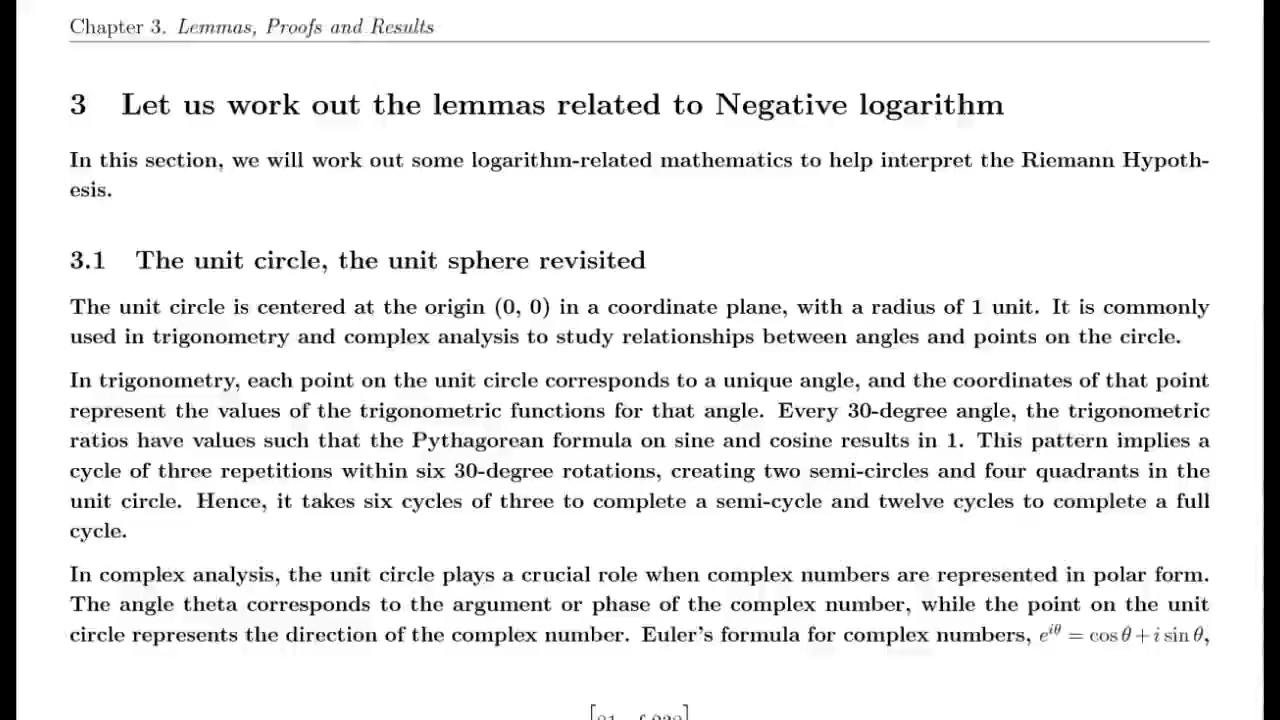 Chapter 3. Lemmas, Proofs and Results
3 Let us work out the lemmas related to Negative logarithm
In this section, we will work out some logarithm-related mathematics to help interpret the Riemann Hypoth-
esis.
3.1 The unit circle, the unit sphere revisited
The unit circle is centered at the origin (0, 0) in a coordinate plane, with a radius of 1 unit. It is commonly
used in trigonometry and complex analysis to study relationships between angles and points on the circle.
In trigonometry, each point on the unit circle corresponds to a unique angle, and the coordinates of that point
represent the values of the trigonometric functions for that angle. Every 30-degree angle, the trigonometric
ratios have values such that the Pythagorean formula on sine and cosine results in 1. This pattern implies a
cycle of three repetitions within six 30-degree rotations, creating two semi-circles and four quadrants in the
unit circle. Hence, it takes six cycles of three to complete a semi-cycle and twelve cycles to complete a full
cycle.
In complex analysis, the unit circle plays a crucial role when complex numbers are represented in polar form.
The angle theta corresponds to the argument or phase of the complex number, while the point on the unit
circle represents the direction of the complex number. Euler's formula for complex numbers, e^{iθ} = cos θ + i sin θ,